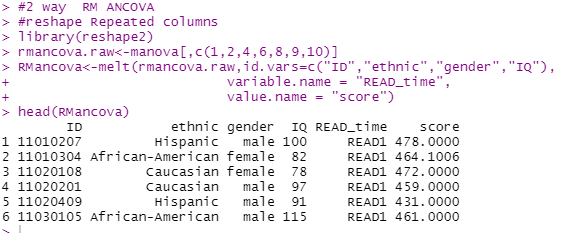 > #2 way  RM ANCOVA
> #reshape Repeated columns
> library(reshape2)
> rmancova.raw<-manova[,c(1,2,4,6,8,9,10)]
> RMancova<-melt(rmancova.raw,id.vars=c("ID","ethnic","gender","IQ"),
+                variable.name = "READ_time",
+                value.name = "score")
> head(RMancova)
        ID           ethnic gender  IQ READ_time    score
1 11010207         Hispanic   male 100     READ1 478.0000
2 11010304 African-American female  82     READ1 464.1006
3 11020108        Caucasian female  78     READ1 472.0000
4 11020201        Caucasian   male  97     READ1 459.0000
5 11020409         Hispanic   male  91     READ1 431.0000
6 11030105 African-American   male 115     READ1 461.0000
>